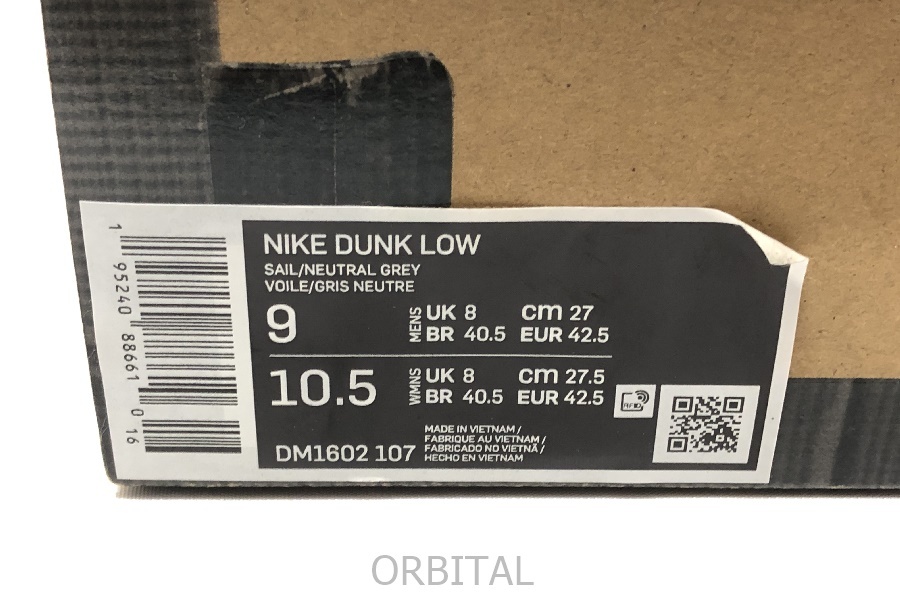 NIKE DUNK LOW
SAIL/NEUTRAL GREY
VOILE/GRIS NEUTRE
9 MENS UK 8 cm 27
BR 40.5 EUR 42.5
10.5 WMNS UK 8 cm 27.5
BR 40.5 EUR 42.5
RFID
DM1602 107
MADE IN VIETNAM /
FABRIQUE AU VIETNAM /
FABRICADO NO VIETNÃ /
HECHO EN VIETNAM
1 95240 88661 0 16
ORBITAL